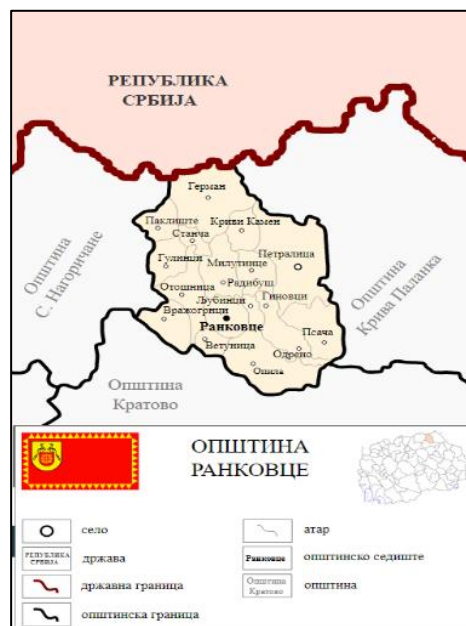 РЕПУБЛИКА
СРБИЈА
Герман
Паклиште
Криви Камен
Станча
Петралица
Гулинци
Милутинце
Радибуш
Отошница
Љубинци
Гиновци
Вражогрнци
Ранковце
Псача
Ветуница
Одрено
Опила
Општина
С. Нагоричане
Општина
Крива Паланка
Општина
Кратово
ОПШТИНА
РАНКОВЦЕ
село
атар
РЕПУБЛИКА
СРБИЈА
држава
Ранковце
општинско седиште
државна граница
Општина
Кратово
општина
општинска граница